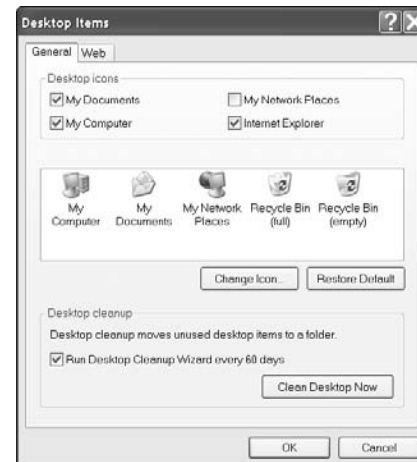 Desktop Items
General Web
Desktop icons
My Documents
My Network Places
My Computer
Internet Explorer
My Computer
My Documents
My Network Places
Recycle Bin (full)
Recycle Bin (empty)
Change Icon...
Restore Default
Desktop cleanup
Desktop cleanup moves unused desktop items to a folder.
Run Desktop Cleanup Wizard every 60 days
Clean Desktop Now
OK
Cancel